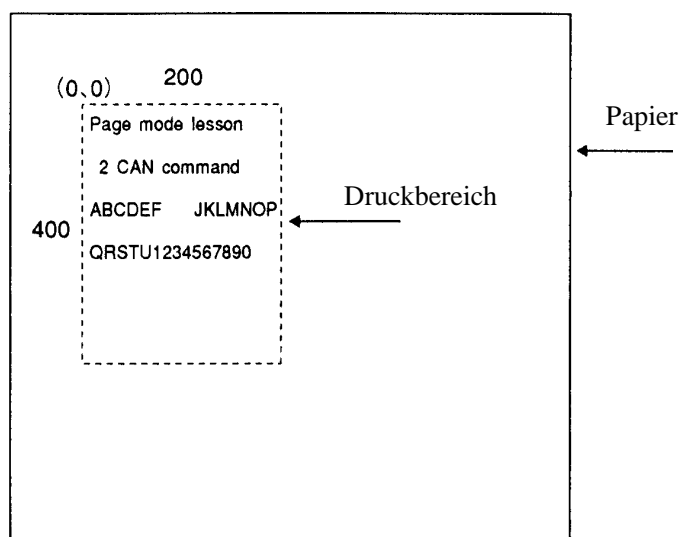 200
(0、0)
Page mode lesson
Papier
2 CAN command
ABCDEF JKLMNOP
Druckbereich
400
QRSTU1234567890